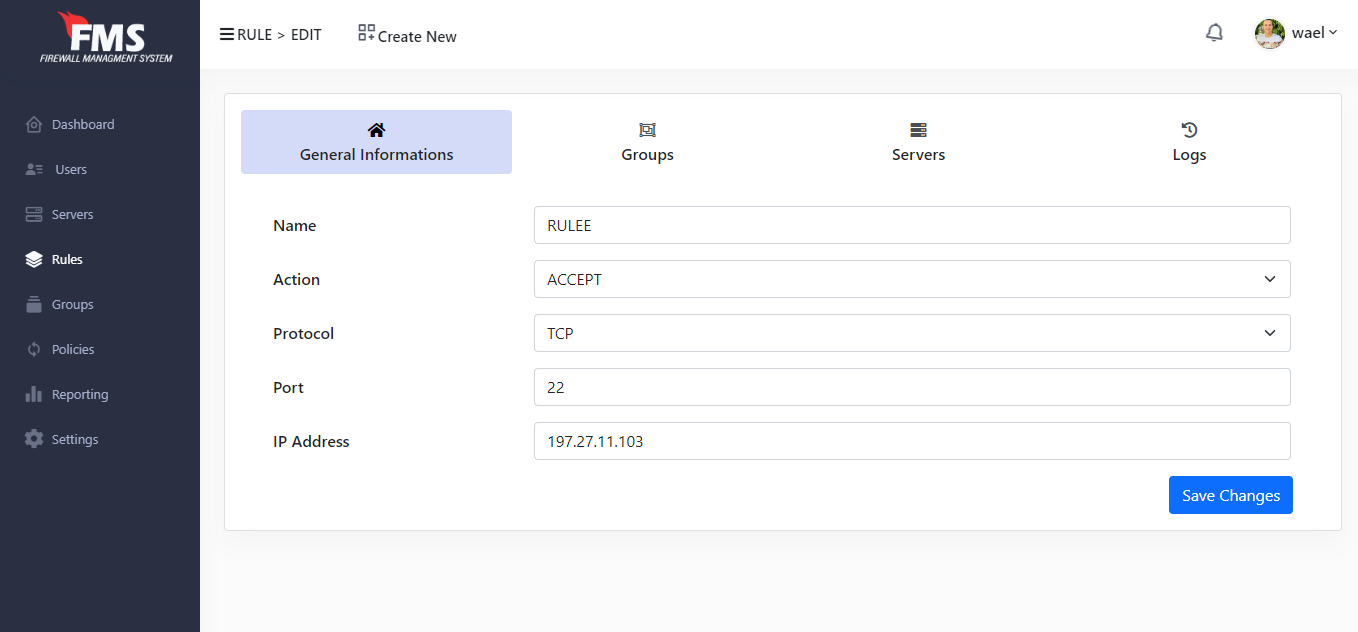 FMS
FIREWALL MANAGMENT SYSTEM
RULE > EDIT
Create New
wael
Dashboard
Users
Servers
Rules
Groups
Policies
Reporting
Settings
General Informations
Groups
Servers
Logs
Name
RULEE
Action
ACCEPT
Protocol
TCP
Port
22
IP Address
197.27.11.103
Save Changes